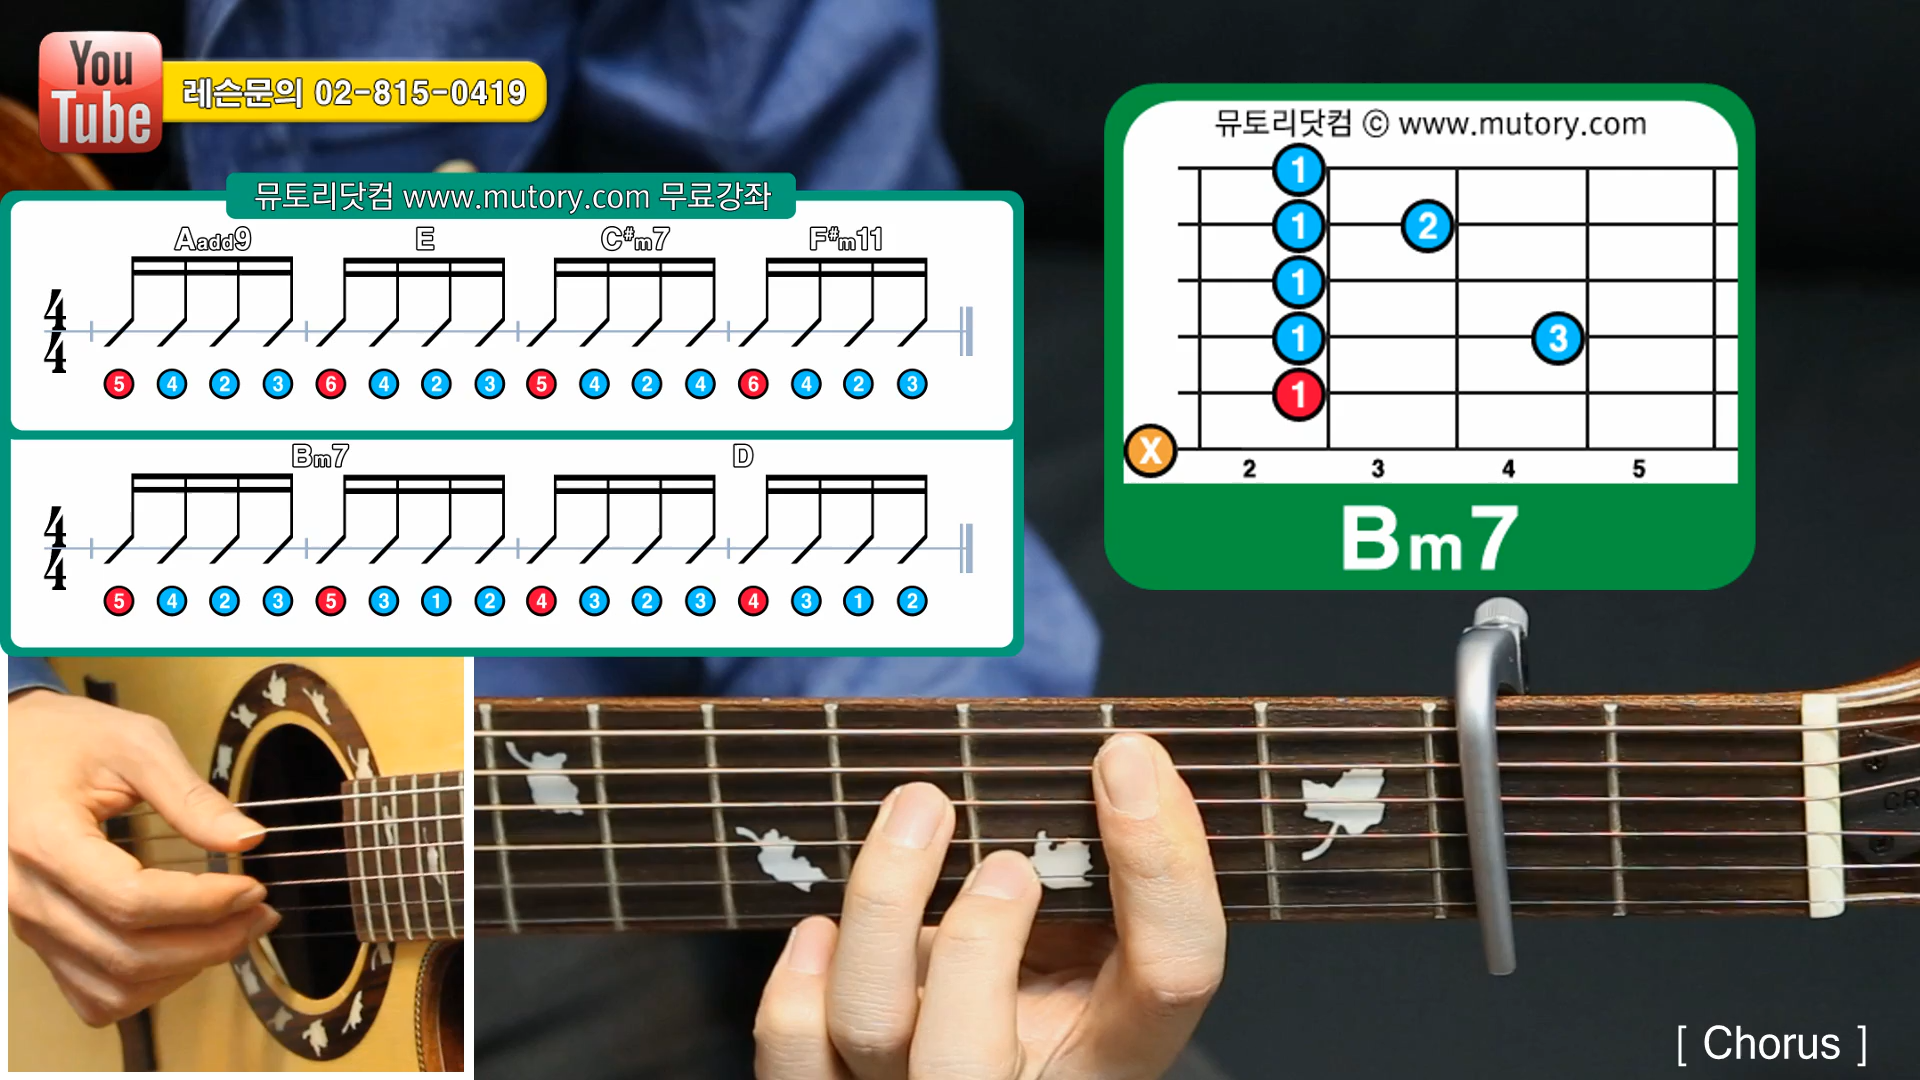 You
Tube
레슨문의 02-815-0419
뮤토리닷컴 www.mutory.com 무료강좌
Aadd9 E C#m7 F#m11
4
4
5 4 2 3 6 4 2 3 5 4 2 4 6 4 2 3
Bm7 D
4
4
5 4 2 3 5 3 1 2 4 3 2 3 4 3 1 2
뮤토리닷컴 © www.mutory.com
1
1 2
1
1 3
1
X
2 3 4 5
Bm7
[ Chorus ]